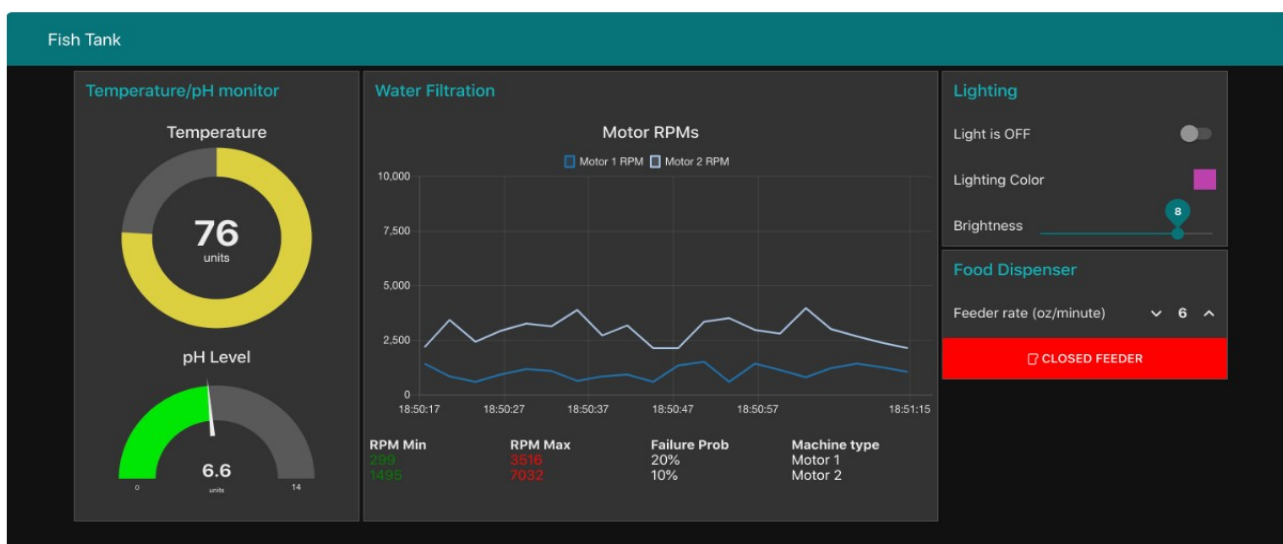 Fish Tank
Temperature/pH monitor
Temperature
76
units
pH Level
6.6
0
units
14
Water Filtration
Motor RPMs
Motor 1 RPM Motor 2 RPM
10,000
7,500
5,000
2,500
0
18:50:17 18:50:27 18:50:37 18:50:47 18:50:57 18:51:15
RPM Min RPM Max Failure Prob Machine type
299 3516 20% Motor 1
1495 7032 10% Motor 2
Lighting
Light is OFF
Lighting Color
8
Brightness
Food Dispenser
Feeder rate (oz/minute) 6
CLOSED FEEDER